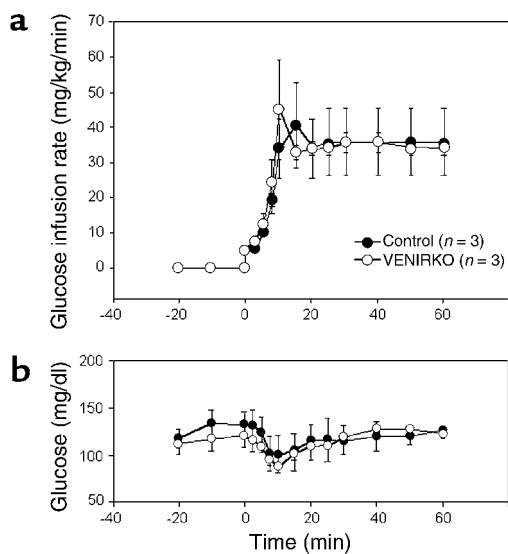 a
Glucose infusion rate (mg/kg/min)
70
60
50
40
30
20
10
0
Control (n = 3)
VENIRKO (n = 3)
-40 -20 0 20 40 60
b
Glucose (mg/dl)
200
150
100
50
-40 -20 0 20 40 60
Time (min)